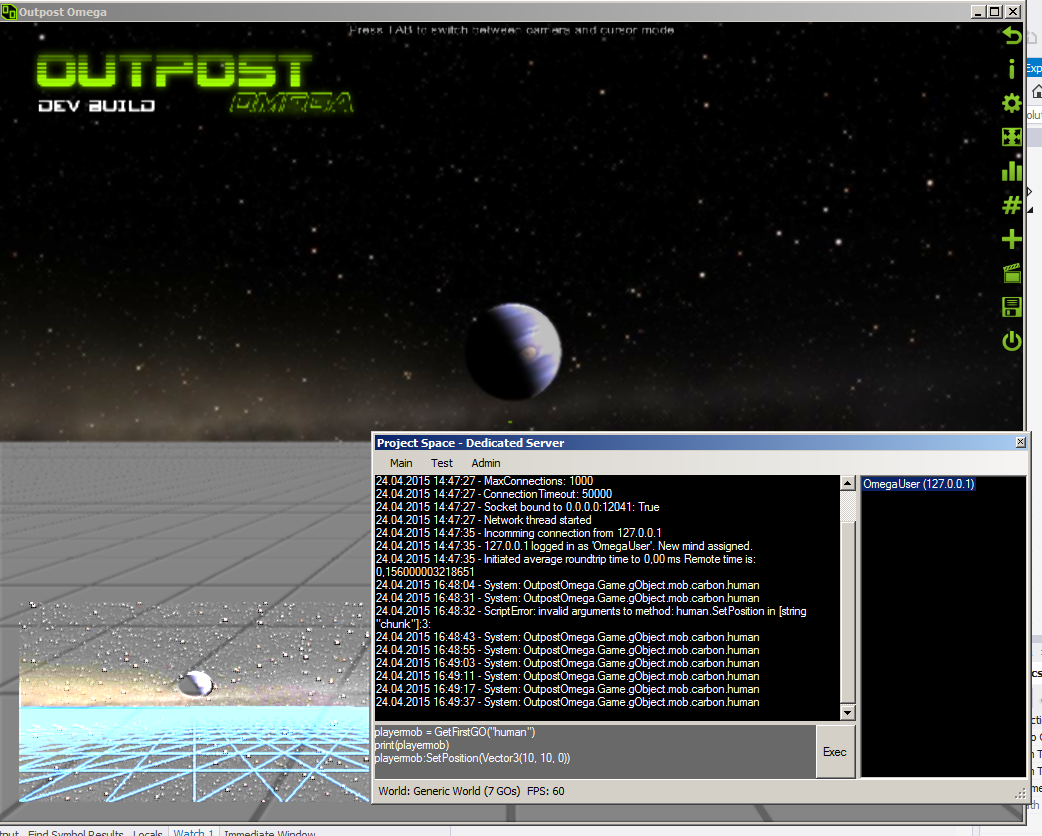 Outpost Omega
Press TAB to switch between camera and cursor mode
OUTPOST
DEV BUILD
OMEGA
Exp
olut
Project Space - Dedicated Server
Main Test Admin
24.04.2015 14:47:27 - MaxConnections: 1000
24.04.2015 14:47:27 - ConnectionTimeout: 50000
24.04.2015 14:47:27 - Socket bound to 0.0.0.0:12041: True
24.04.2015 14:47:27 - Network thread started
24.04.2015 14:47:35 - Incomming connection from 127.0.0.1
24.04.2015 14:47:35 - 127.0.0.1 logged in as 'OmegaUser'. New mind assigned.
24.04.2015 14:47:35 - Initiated average roundtrip time to 0,00 ms Remote time is:
0,156000003218651
24.04.2015 16:48:04 - System: OutpostOmega.Game.gObject.mob.carbon.human
24.04.2015 16:48:31 - System: OutpostOmega.Game.gObject.mob.carbon.human
24.04.2015 16:48:32 - ScriptError: invalid arguments to method: human.SetPosition in [string
"chunk"]:3:
24.04.2015 16:48:43 - System: OutpostOmega.Game.gObject.mob.carbon.human
24.04.2015 16:48:55 - System: OutpostOmega.Game.gObject.mob.carbon.human
24.04.2015 16:49:03 - System: OutpostOmega.Game.gObject.mob.carbon.human
24.04.2015 16:49:11 - System: OutpostOmega.Game.gObject.mob.carbon.human
24.04.2015 16:49:17 - System: OutpostOmega.Game.gObject.mob.carbon.human
24.04.2015 16:49:37 - System: OutpostOmega.Game.gObject.mob.carbon.human
OmegaUser (127.0.0.1)
playermob = GetFirstGO("human")
print(playermob)
playermob:SetPosition(Vector3(10, 10, 0))
Exec
World: Generic World (7 GOs) FPS: 60
tput Find Symbol Results Locals Watch 1 Immediate Window